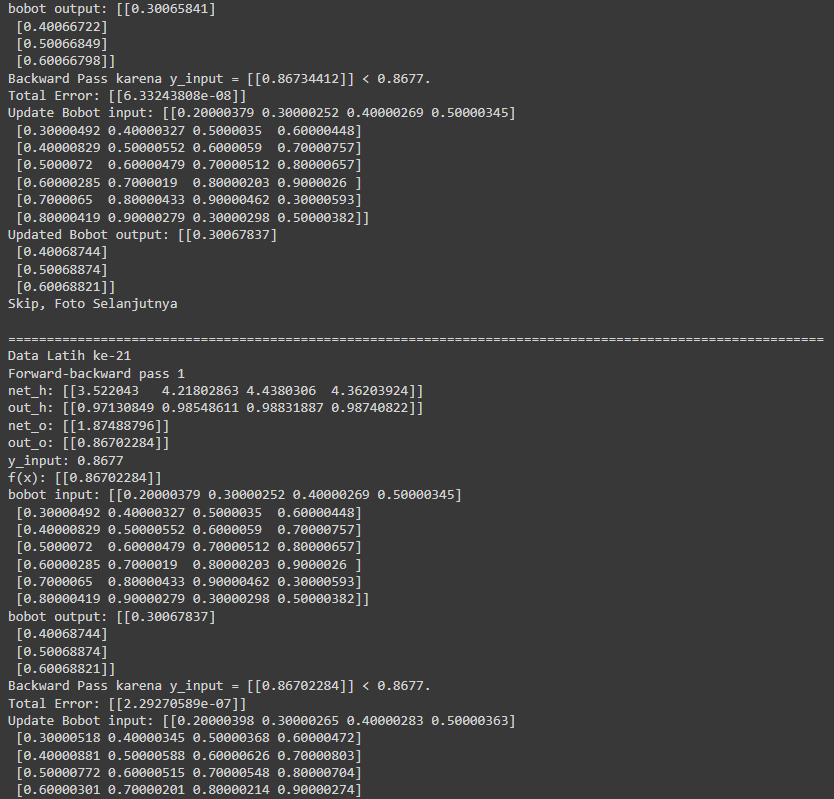 bobot output: [[0.30065841]
 [0.40066722]
 [0.50066849]
 [0.60066798]]
Backward Pass karena y_input = [[0.86734412]] < 0.8677.
Total Error: [[6.33243808e-08]]
Update Bobot input: [[0.20000379 0.30000252 0.40000269 0.50000345]
 [0.30000492 0.40000327 0.5000035  0.60000448]
 [0.40000829 0.50000552 0.6000059  0.70000757]
 [0.5000072  0.60000479 0.70000512 0.80000657]
 [0.60000285 0.7000019  0.80000203 0.9000026 ]
 [0.7000065  0.80000433 0.90000462 0.30000593]
 [0.80000419 0.90000279 0.30000298 0.50000382]]
Updated Bobot output: [[0.30067837]
 [0.40068744]
 [0.50068874]
 [0.60068821]]
Skip, Foto Selanjutnya
==========================================================================================================
Data Latih ke-21
Forward-backward pass 1
net_h: [[3.522043   4.21802863 4.4380306  4.36203924]]
out_h: [[0.97130849 0.98548611 0.98831887 0.98740822]]
net_o: [[1.87488796]]
out_o: [[0.86702284]]
y_input: 0.8677
f(x): [[0.86702284]]
bobot input: [[0.20000379 0.30000252 0.40000269 0.50000345]
 [0.30000492 0.40000327 0.5000035  0.60000448]
 [0.40000829 0.50000552 0.6000059  0.70000757]
 [0.5000072  0.60000479 0.70000512 0.80000657]
 [0.60000285 0.7000019  0.80000203 0.9000026 ]
 [0.7000065  0.80000433 0.90000462 0.30000593]
 [0.80000419 0.90000279 0.30000298 0.50000382]]
bobot output: [[0.30067837]
 [0.40068744]
 [0.50068874]
 [0.60068821]]
Backward Pass karena y_input = [[0.86702284]] < 0.8677.
Total Error: [[2.29270589e-07]]
Update Bobot input: [[0.20000398 0.30000265 0.40000283 0.50000363]
 [0.30000518 0.40000345 0.50000368 0.60000472]
 [0.40000881 0.50000588 0.60000626 0.70000803]
 [0.50000772 0.60000515 0.70000548 0.80000704]
 [0.60000301 0.70000201 0.80000214 0.90000274]